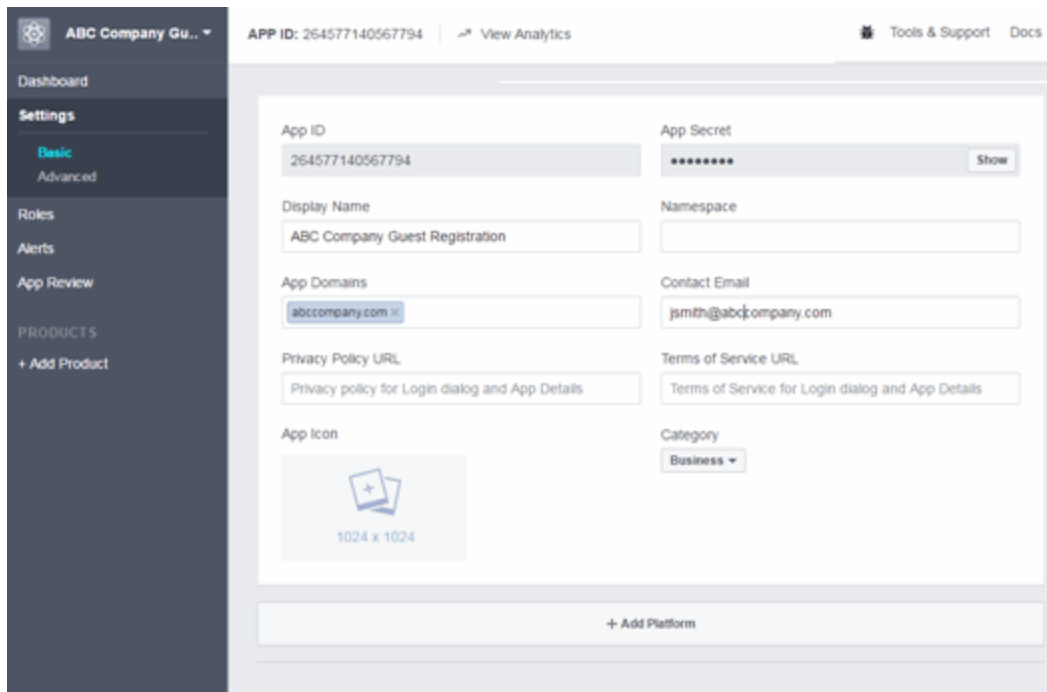 ABC Company Gu..
APP ID: 264577140567794
View Analytics
Tools & Support
Docs
Dashboard
Settings
Basic
Advanced
Roles
Alerts
App Review
PRODUCTS
+ Add Product
App ID
264577140567794
App Secret
••••••••
Show
Display Name
ABC Company Guest Registration
Namespace
App Domains
abccompany.com ×
Contact Email
jsmith@abccompany.com
Privacy Policy URL
Privacy policy for Login dialog and App Details
Terms of Service URL
Terms of Service for Login dialog and App Details
App Icon
1024 x 1024
Category
Business
+ Add Platform